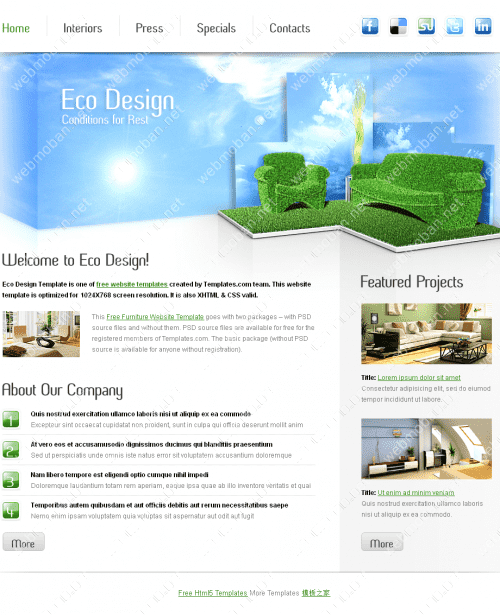 Home
Interiors
Press
Specials
Contacts
Eco Design
Conditions for Rest
Welcome to Eco Design!
Eco Design Template is one of free website templates created by Templates.com team. This website
template is optimized for 1024X768 screen resolution. It is also XHTML & CSS valid.
This Free Furniture Website Template goes with two packages – with PSD
source files and without them. PSD source files are available for free for the
registered members of Templates.com. The basic package (without PSD
source is available for anyone without registration).
About Our Company
1
Quis nostrud exercitation ullamco laboris nisi ut aliquip ex ea commodo
Excepteur sint occaecat cupidatat non proident, sunt in culpa qui officia deserunt mollit anim
2
At vero eos et accusamusodio dignissimos ducimus qui blanditiis praesentium
Sed ut perspiciatis unde omnis iste natus error sit voluptatem accusantium doloremque
3
Nam libero tempore est eligendi optio cumque nihil impedi
Doloremque laudantium totam rem aperiam, eaque ipsa quae ab illo inventore veritatis et quai
4
Temporibus autem quibusdam et aut officiis debitis aut rerum necessitatibus saepe
Nemo enim ipsam voluptatem quia voluptas sit aspernatur aut odit aut fugit
More
Featured Projects
Title: Lorem ipsum dolor sit amet
Consectetur adipisicing elit, sed do eiusmod
tempor incididunt ut labore.
Title: Ut enim ad minim veniam
Quis nostrud exercitation ullamco laboris
nisi ut aliquip ex ea commodo.
More
Free Html5 Templates More Templates 模板之家
webmoban.net